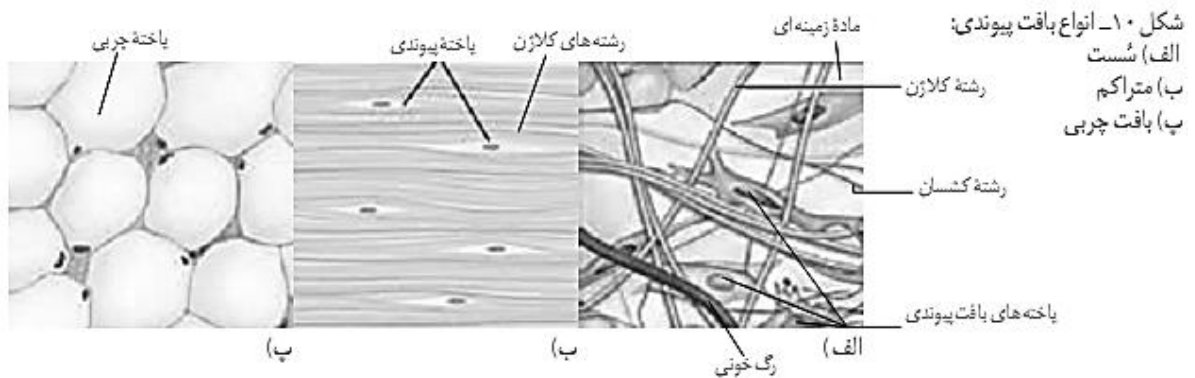 شکل ۱۰ـ انواع بافت پیوندی:
الف) سُست
ب) متراکم
پ) بافت چربی
مادهٔ زمینه‌ای
رشتهٔ کلاژن
رشتهٔ کشسان
یاخته‌های بافت پیوندی
رگ خونی
الف)
رشته‌های کلاژن
یاختهٔ پیوندی
ب)
یاختهٔ چربی
پ)